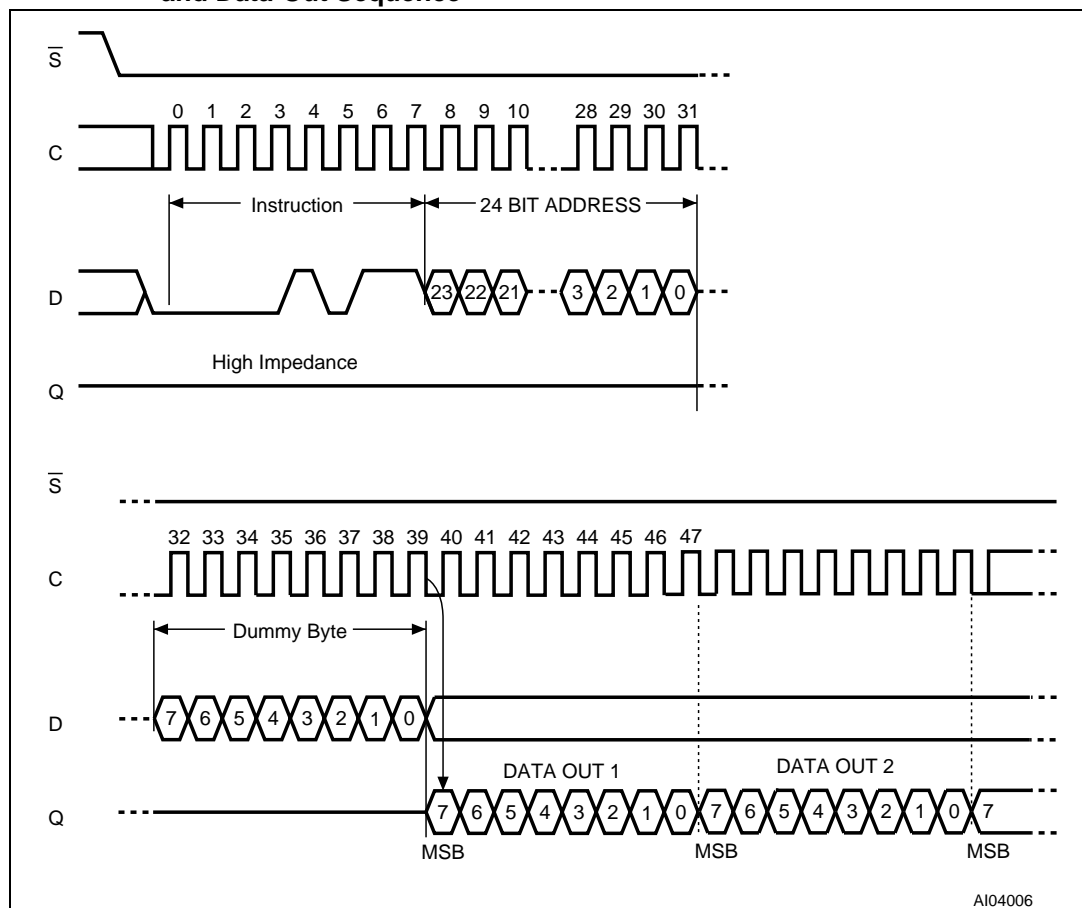 and Data-Out Sequence
S
0 1 2 3 4 5 6 7 8 9 10 28 29 30 31
C
Instruction 24 BIT ADDRESS
D 23 22 21 3 2 1 0
High Impedance
Q
S
32 33 34 35 36 37 38 39 40 41 42 43 44 45 46 47
C
Dummy Byte
D 7 6 5 4 3 2 1 0
DATA OUT 1 DATA OUT 2
Q 7 6 5 4 3 2 1 0 7 6 5 4 3 2 1 0 7
MSB MSB MSB
AI04006